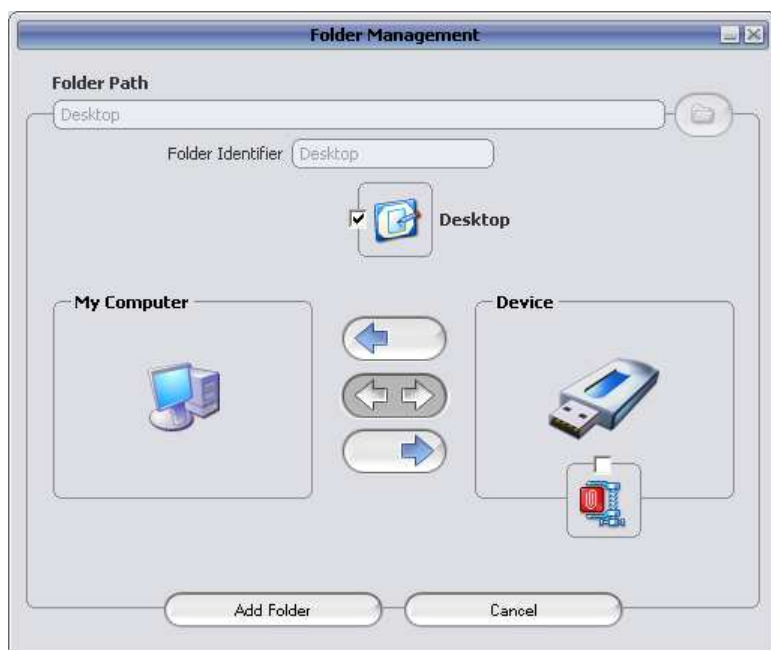 Folder Management
Folder Path
Desktop
Folder Identifier Desktop
Desktop
My Computer
Device
Add Folder
Cancel